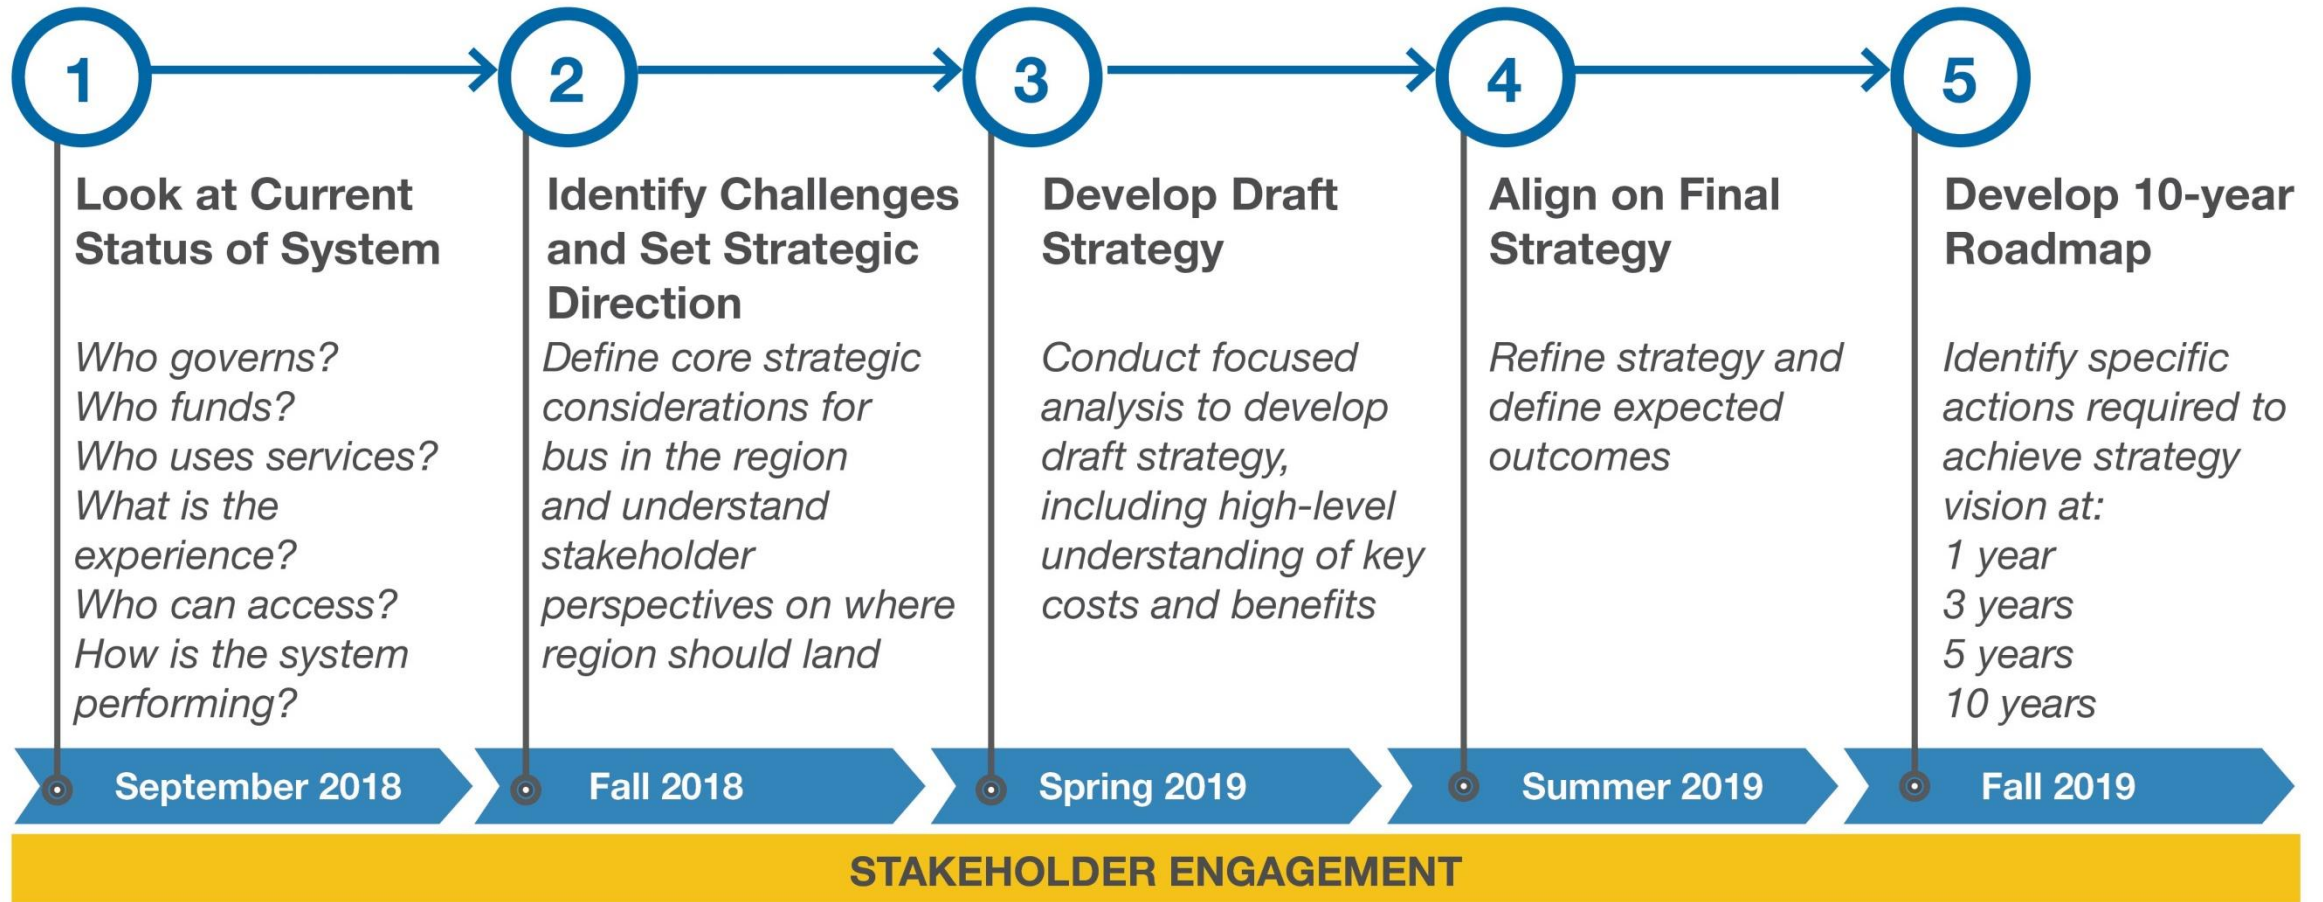 1
Look at Current
Status of System
Who governs?
Who funds?
Who uses services?
What is the
experience?
Who can access?
How is the system
performing?
September 2018
2
Identify Challenges
and Set Strategic
Direction
Define core strategic
considerations for
bus in the region
and understand
stakeholder
perspectives on where
region should land
Fall 2018
3
Develop Draft
Strategy
Conduct focused
analysis to develop
draft strategy,
including high-level
understanding of key
costs and benefits
Spring 2019
4
Align on Final
Strategy
Refine strategy and
define expected
outcomes
Summer 2019
5
Develop 10-year
Roadmap
Identify specific
actions required to
achieve strategy
vision at:
1 year
3 years
5 years
10 years
Fall 2019
STAKEHOLDER ENGAGEMENT